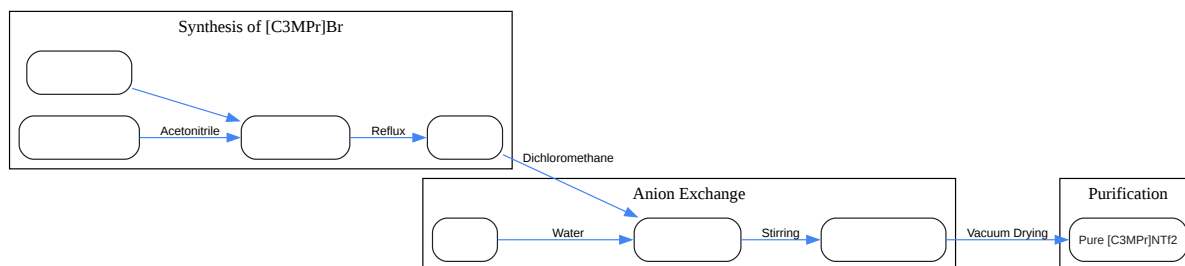 Synthesis of [C3MPr]Br
Acetonitrile
Reflux
Dichloromethane
Anion Exchange
Water
Stirring
Vacuum Drying
Purification
Pure [C3MPr]NTf2